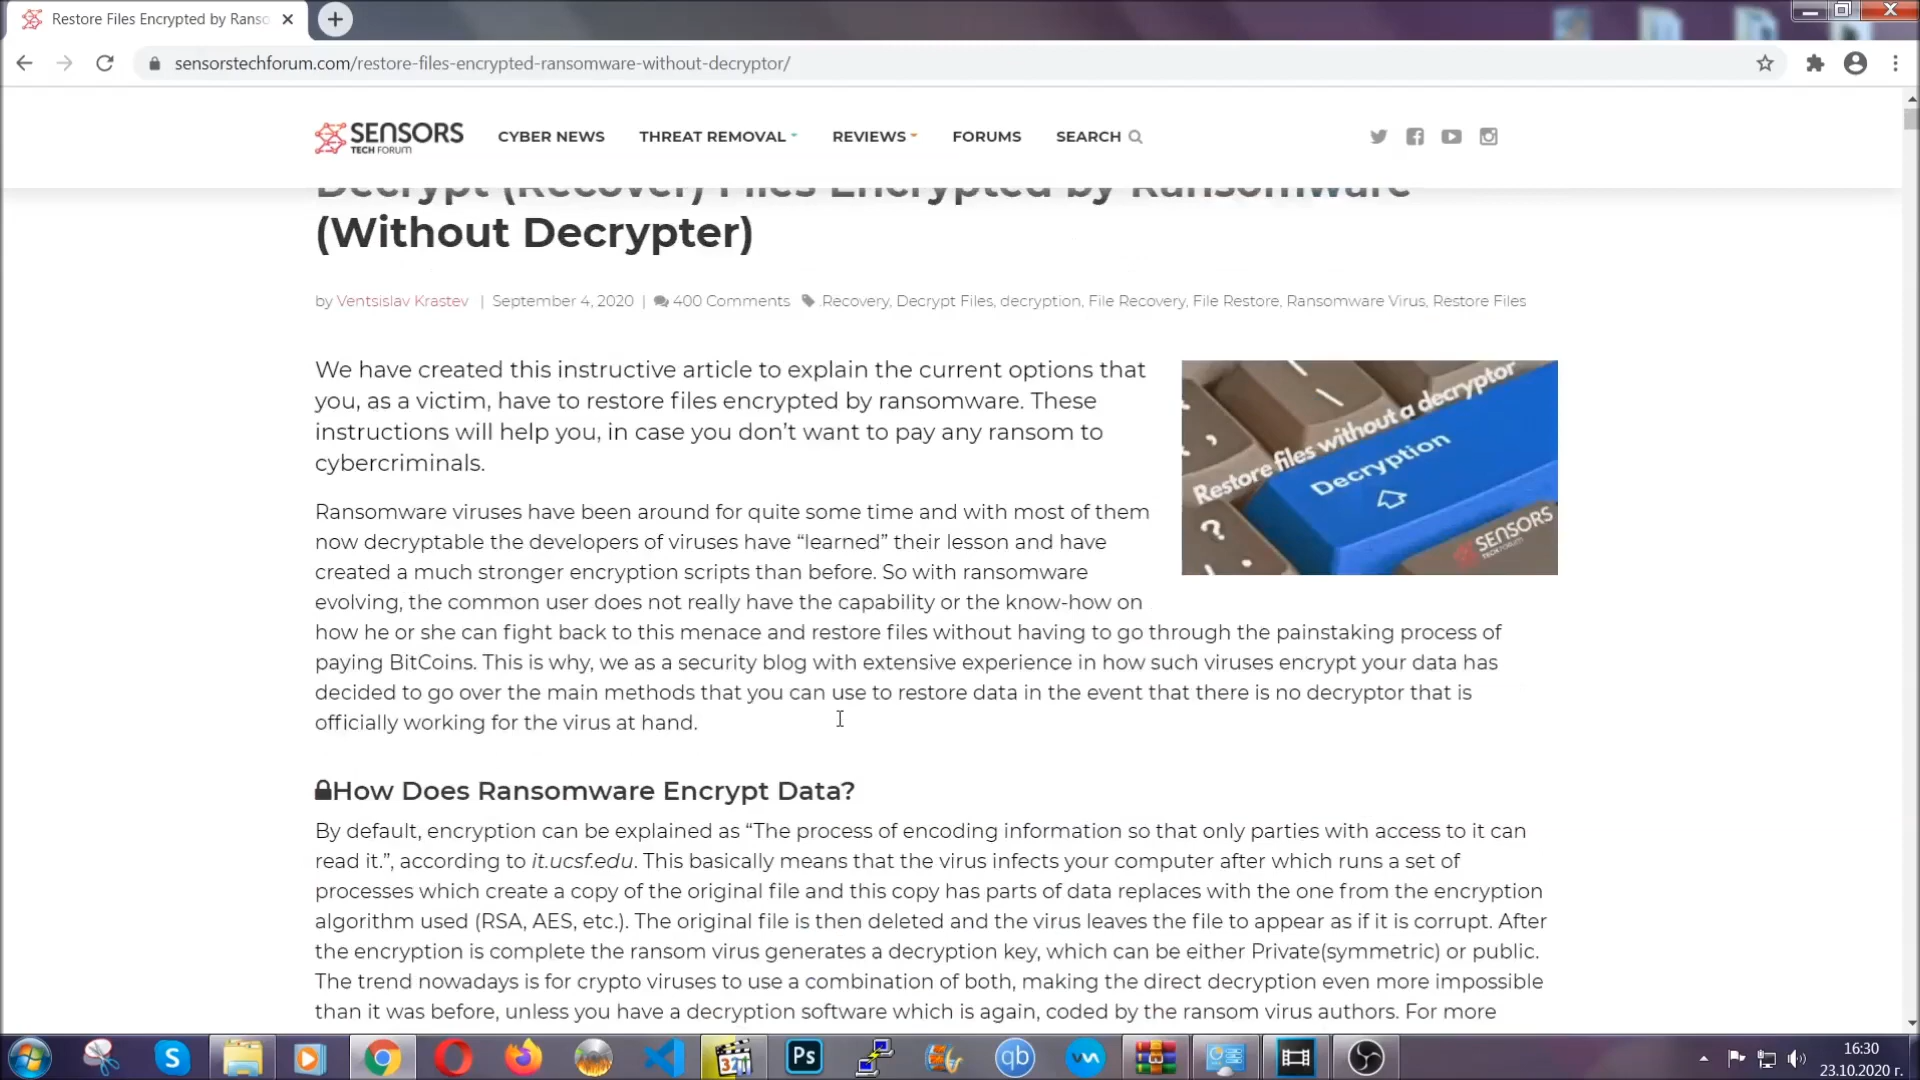 Restore Files Encrypted by Ranso
sensorstechforum.com/restore-files-encrypted-ransomware-without-decryptor/
SENSORS
TECH FORUM
CYBER NEWS THREAT REMOVAL REVIEWS FORUMS SEARCH
Decrypt (Recover) Files Encrypted by Ransomware
(Without Decrypter)
by Ventsislav Krastev | September 4, 2020 | 400 Comments .Recovery, Decrypt Files, decryption, File Recovery, File Restore, Ransomware Virus, Restore Files
We have created this instructive article to explain the current options that
you, as a victim, have to restore files encrypted by ransomware. These
instructions will help you, in case you don’t want to pay any ransom to
cybercriminals.
Restore files without a decryptor
Decryption
?
SENSORS
TECH FORUM
Ransomware viruses have been around for quite some time and with most of them
now decryptable the developers of viruses have “learned” their lesson and have
created a much stronger encryption scripts than before. So with ransomware
evolving, the common user does not really have the capability or the know-how on
how he or she can fight back to this menace and restore files without having to go through the painstaking process of
paying BitCoins. This is why, we as a security blog with extensive experience in how such viruses encrypt your data has
decided to go over the main methods that you can use to restore data in the event that there is no decryptor that is
officially working for the virus at hand.
How Does Ransomware Encrypt Data?
By default, encryption can be explained as “The process of encoding information so that only parties with access to it can
read it.”, according to it.ucsf.edu. This basically means that the virus infects your computer after which runs a set of
processes which create a copy of the original file and this copy has parts of data replaces with the one from the encryption
algorithm used (RSA, AES, etc.). The original file is then deleted and the virus leaves the file to appear as if it is corrupt. After
the encryption is complete the ransom virus generates a decryption key, which can be either Private(symmetric) or public.
The trend nowadays is for crypto viruses to use a combination of both, making the direct decryption even more impossible
than it was before, unless you have a decryption software which is again, coded by the ransom virus authors. For more
S
321
Ps
qb
16:30
23.10.2020 г.